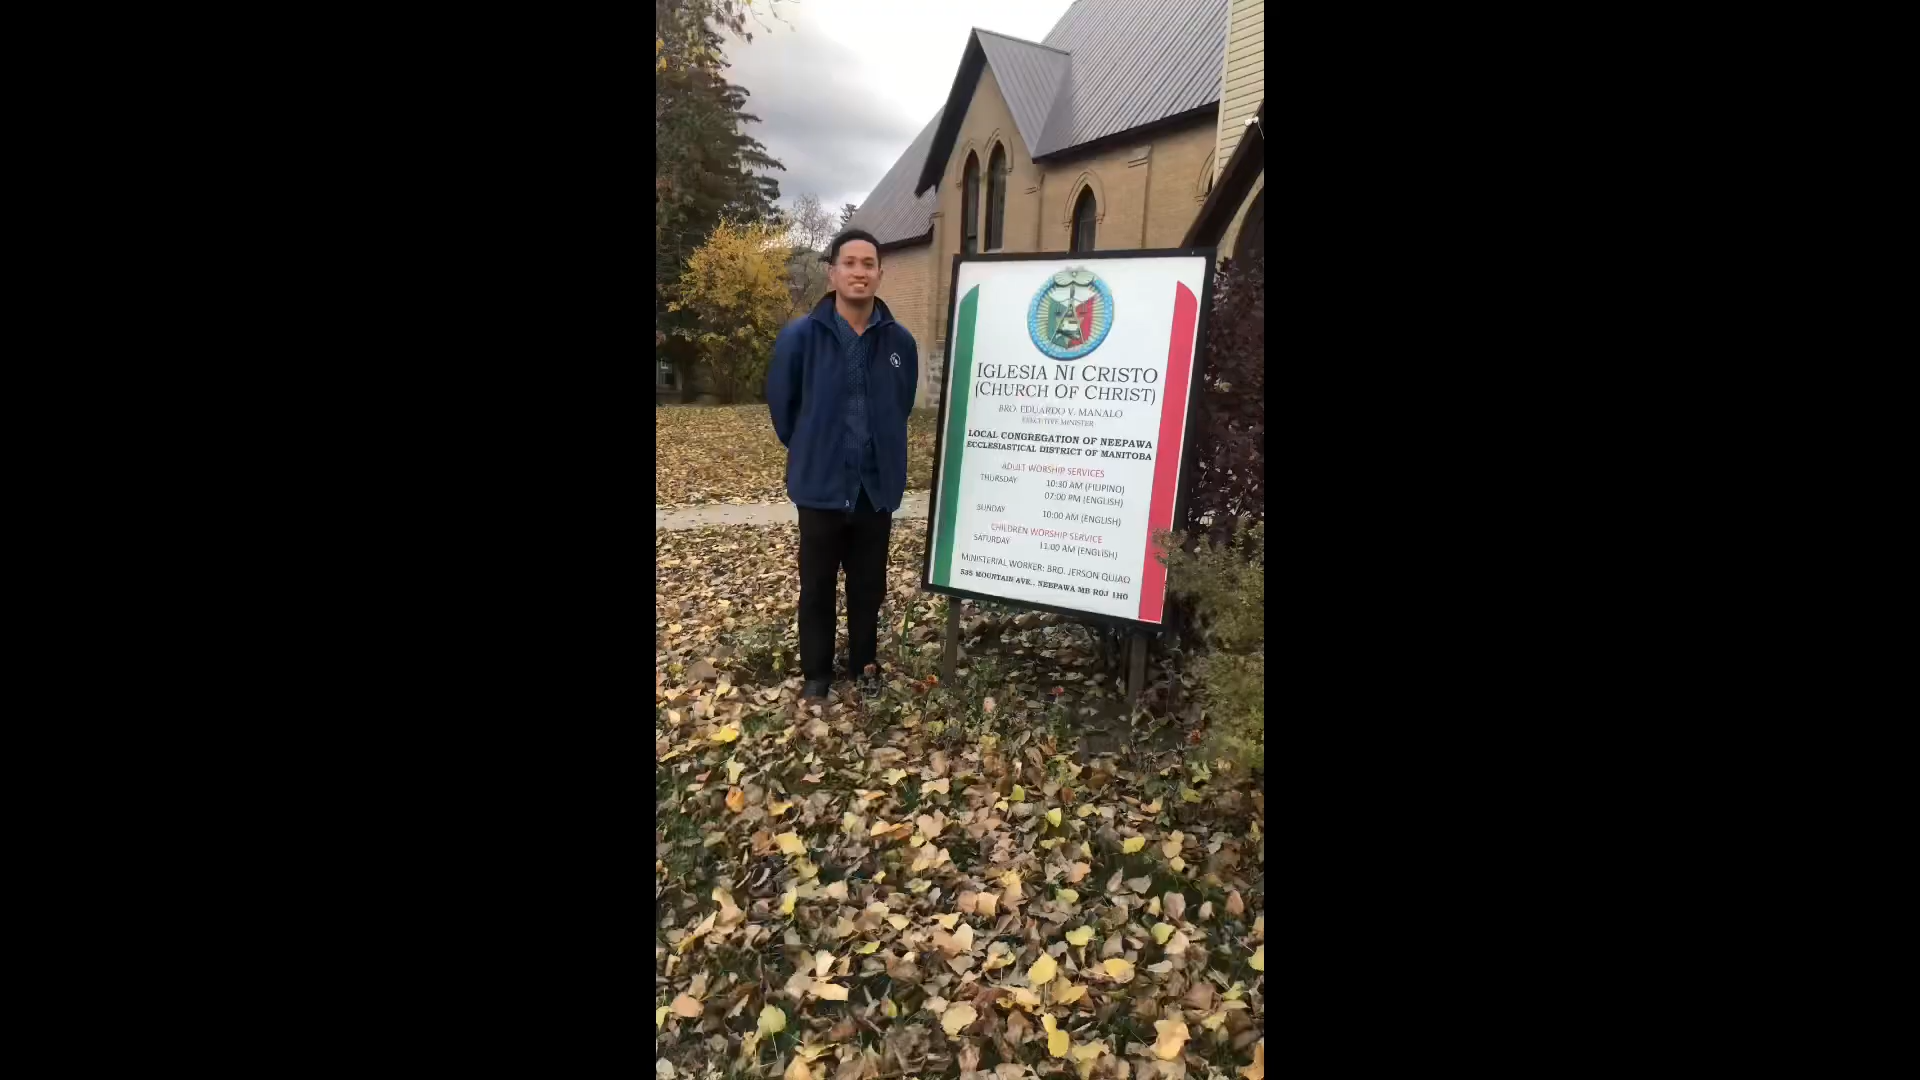 IGLESIA NI CRISTO
(CHURCH OF CHRIST)
BRO. EDUARDO V. MANALO
EXECUTIVE MINISTER
LOCAL CONGREGATION OF NEEPAWA
ECCLESIASTICAL DISTRICT OF MANITOBA
ADULT WORSHIP SERVICES
THURSDAY 10:30 AM (FILIPINO)
07:00 PM (ENGLISH)
SUNDAY 10:00 AM (ENGLISH)
CHILDREN WORSHIP SERVICE
SATURDAY 11:00 AM (ENGLISH)
MINISTERIAL WORKER: BRO. JERSON QUIAO
535 MOUNTAIN AVE., NEEPAWA MB R0J 1H0